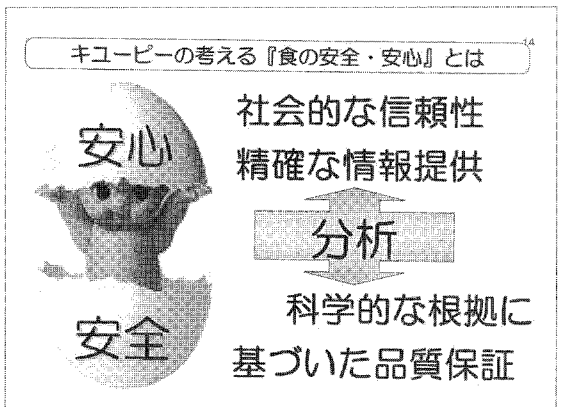 14
キユーピーの考える『食の安全・安心』とは
安心
社会的な信頼性
精確な情報提供
分析
安全
科学的な根拠に
基づいた品質保証